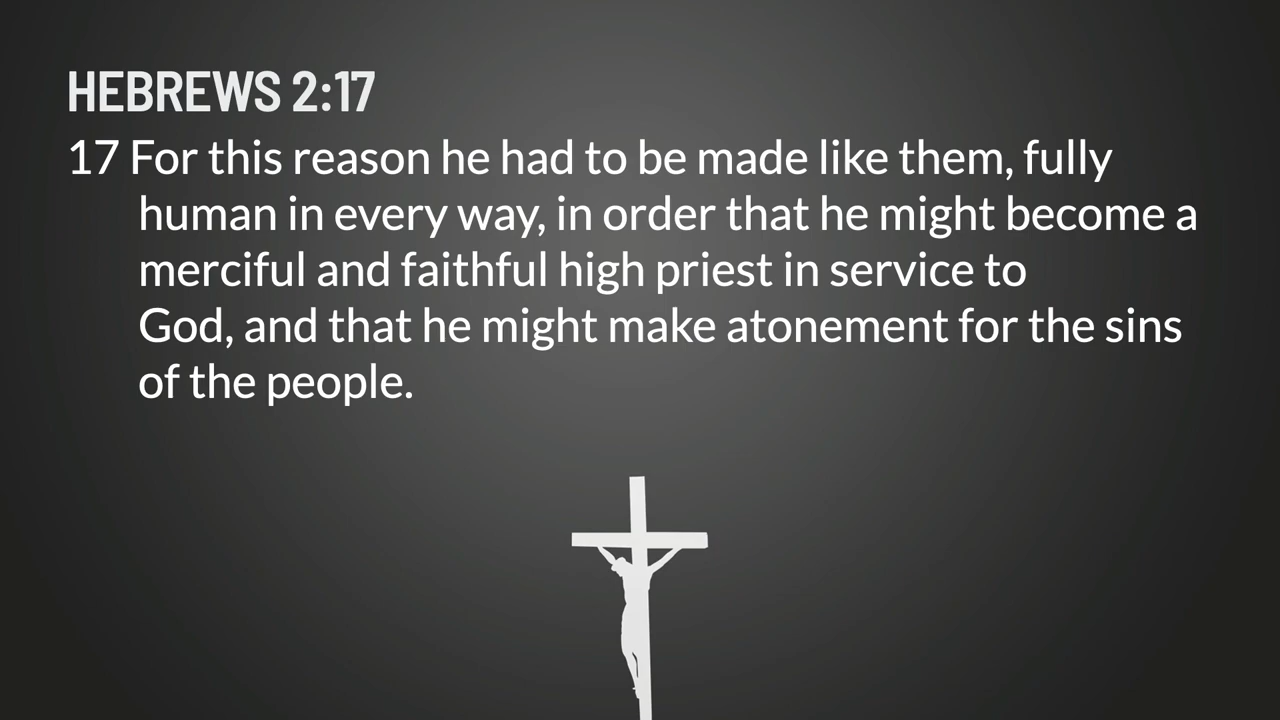 HEBREWS 2:17
17 For this reason he had to be made like them, fully
human in every way, in order that he might become a
merciful and faithful high priest in service to
God, and that he might make atonement for the sins
of the people.